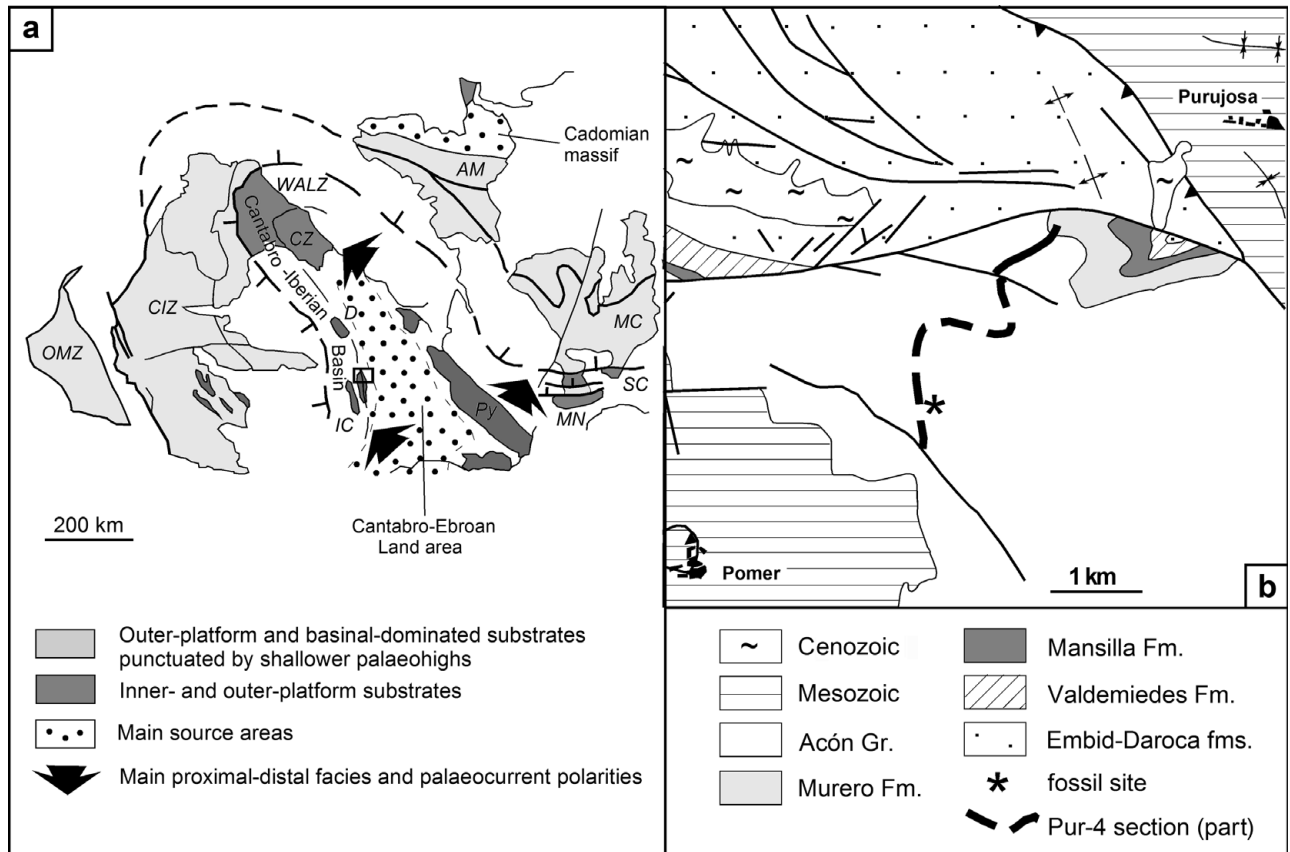 a
Cadomian
massif
AM
WALZ
Cantabro-Iberian
Basin
CZ
CIZ
D
OMZ
MC
SC
MN
IC
Py
200 km
Cantabro-Ebroan
Land area
Outer-platform and basinal-dominated substrates
punctuated by shallower palaeohighs
Inner- and outer-platform substrates
Main source areas
Main proximal-distal facies and palaeocurrent polarities
Purujosa
Pomer
1 km
b
~ Cenozoic
Mesozoic
Acón Gr.
Murero Fm.
Mansilla Fm.
Valdemiedes Fm.
Embid-Daroca fms.
* fossil site
Pur-4 section (part)